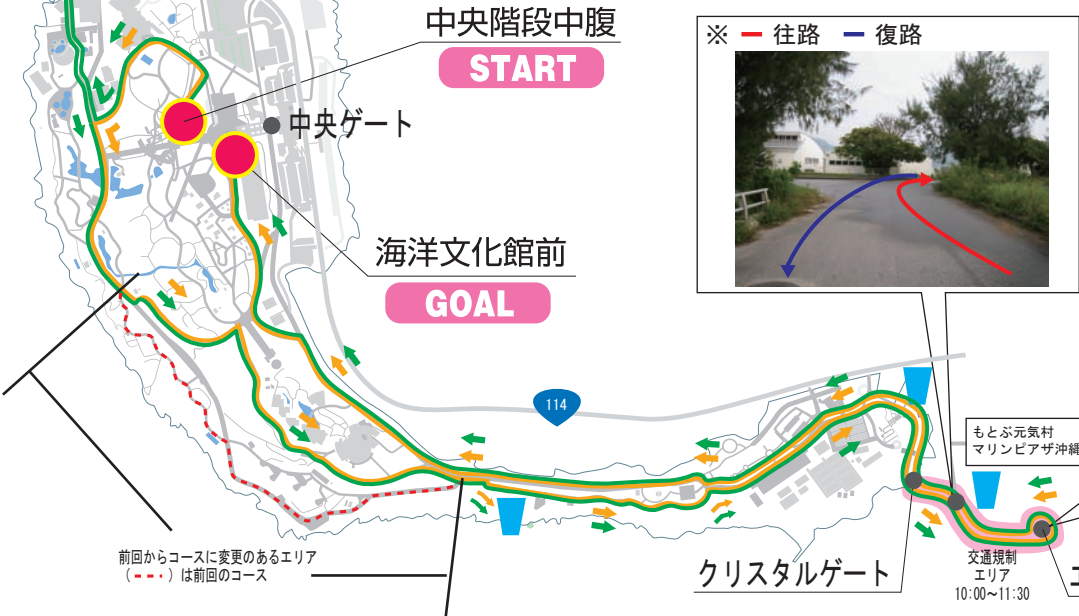 中央階段中腹
START
中央ゲート
海洋文化館前
GOAL
※ 往路 復路
114
もとぶ元気村
マリンピアザ沖縄
クリスタルゲート
交通規制
エリア
10:00~11:30
前回からコースに変更のあるエリア
( )は前回のコース